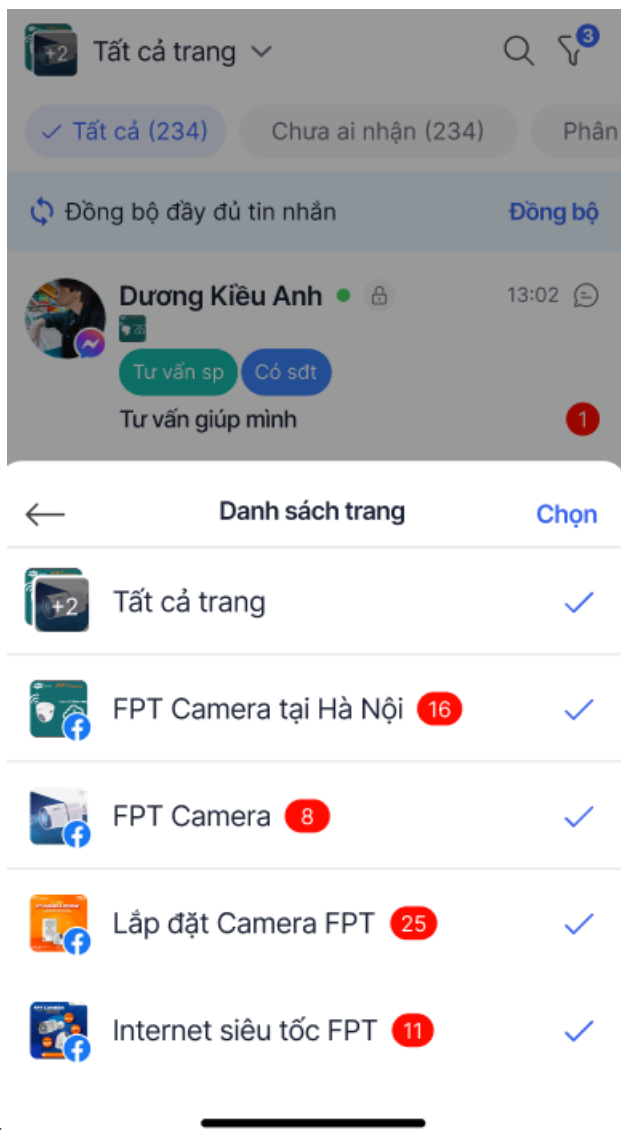 +2 Tất cả trang 3
Tất cả (234) Chưa ai nhận (234) Phân
Đồng bộ đầy đủ tin nhắn Đồng bộ
Dương Kiều Anh 13:02
Tư vấn sp Có sđt
Tư vấn giúp mình 1
Danh sách trang Chọn
+2 Tất cả trang
FPT Camera tại Hà Nội 16
FPT Camera 8
Lắp đặt Camera FPT 25
Internet siêu tốc FPT 11